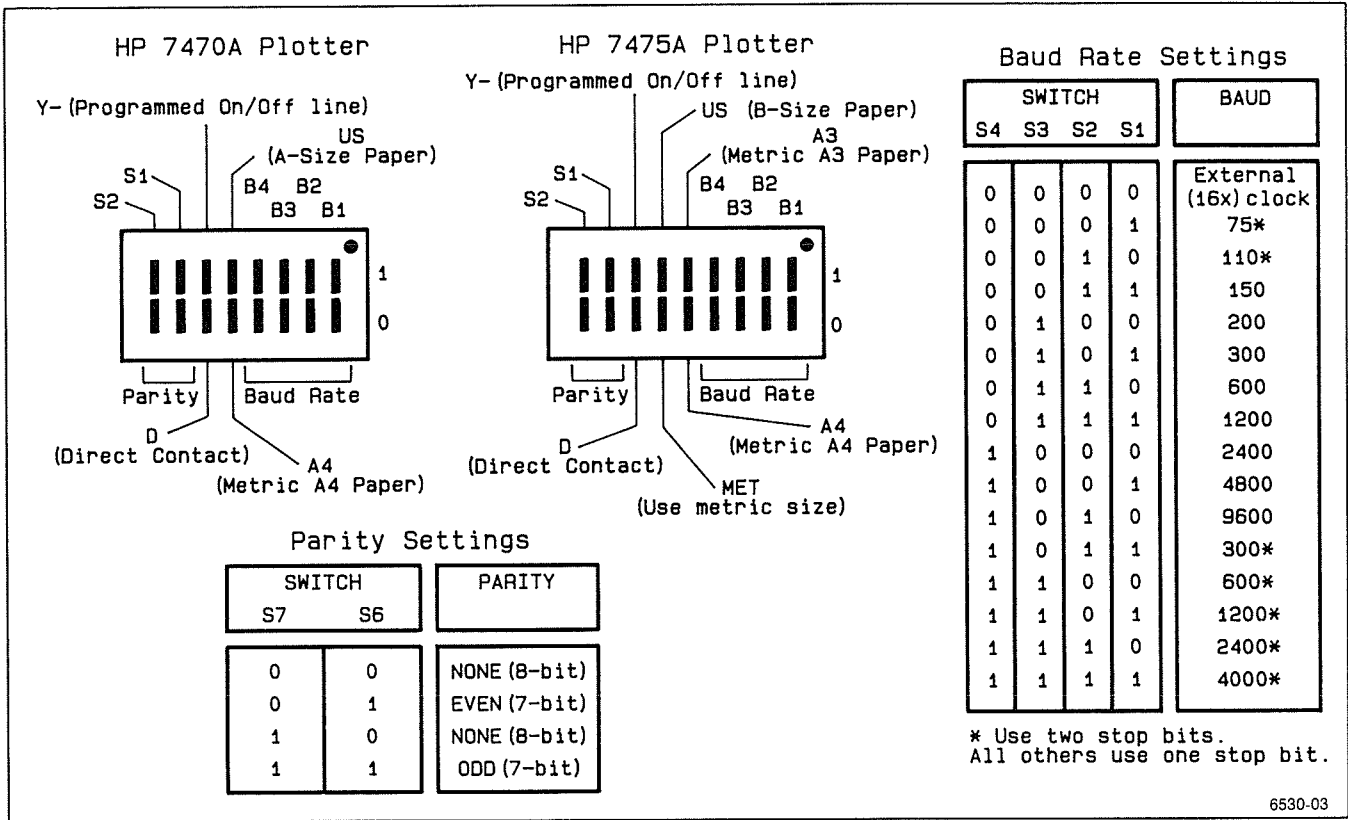 HP 7470A Plotter
Y- (Programmed On/Off line)
US
(A-Size Paper)
S1
S2
B4 B2
B3 B1
1
0
Parity
Baud Rate
D
(Direct Contact)
A4
(Metric A4 Paper)
HP 7475A Plotter
Y- (Programmed On/Off line)
US (B-Size Paper)
A3
(Metric A3 Paper)
S1
S2
B4 B2
B3 B1
1
0
Parity
Baud Rate
D
(Direct Contact)
A4
(Metric A4 Paper)
MET
(Use metric size)
Parity Settings
SWITCH PARITY
S7 S6
0 0 NONE (8-bit)
0 1 EVEN (7-bit)
1 0 NONE (8-bit)
1 1 ODD (7-bit)
Baud Rate Settings
SWITCH BAUD
S4 S3 S2 S1
External
0 0 0 0 (16x) clock
0 0 0 1 75*
0 0 1 0 110*
0 0 1 1 150
0 1 0 0 200
0 1 0 1 300
0 1 1 0 600
0 1 1 1 1200
1 0 0 0 2400
1 0 0 1 4800
1 0 1 0 9600
1 0 1 1 300*
1 1 0 0 600*
1 1 0 1 1200*
1 1 1 0 2400*
1 1 1 1 4000*
* Use two stop bits.
All others use one stop bit.
6530-03